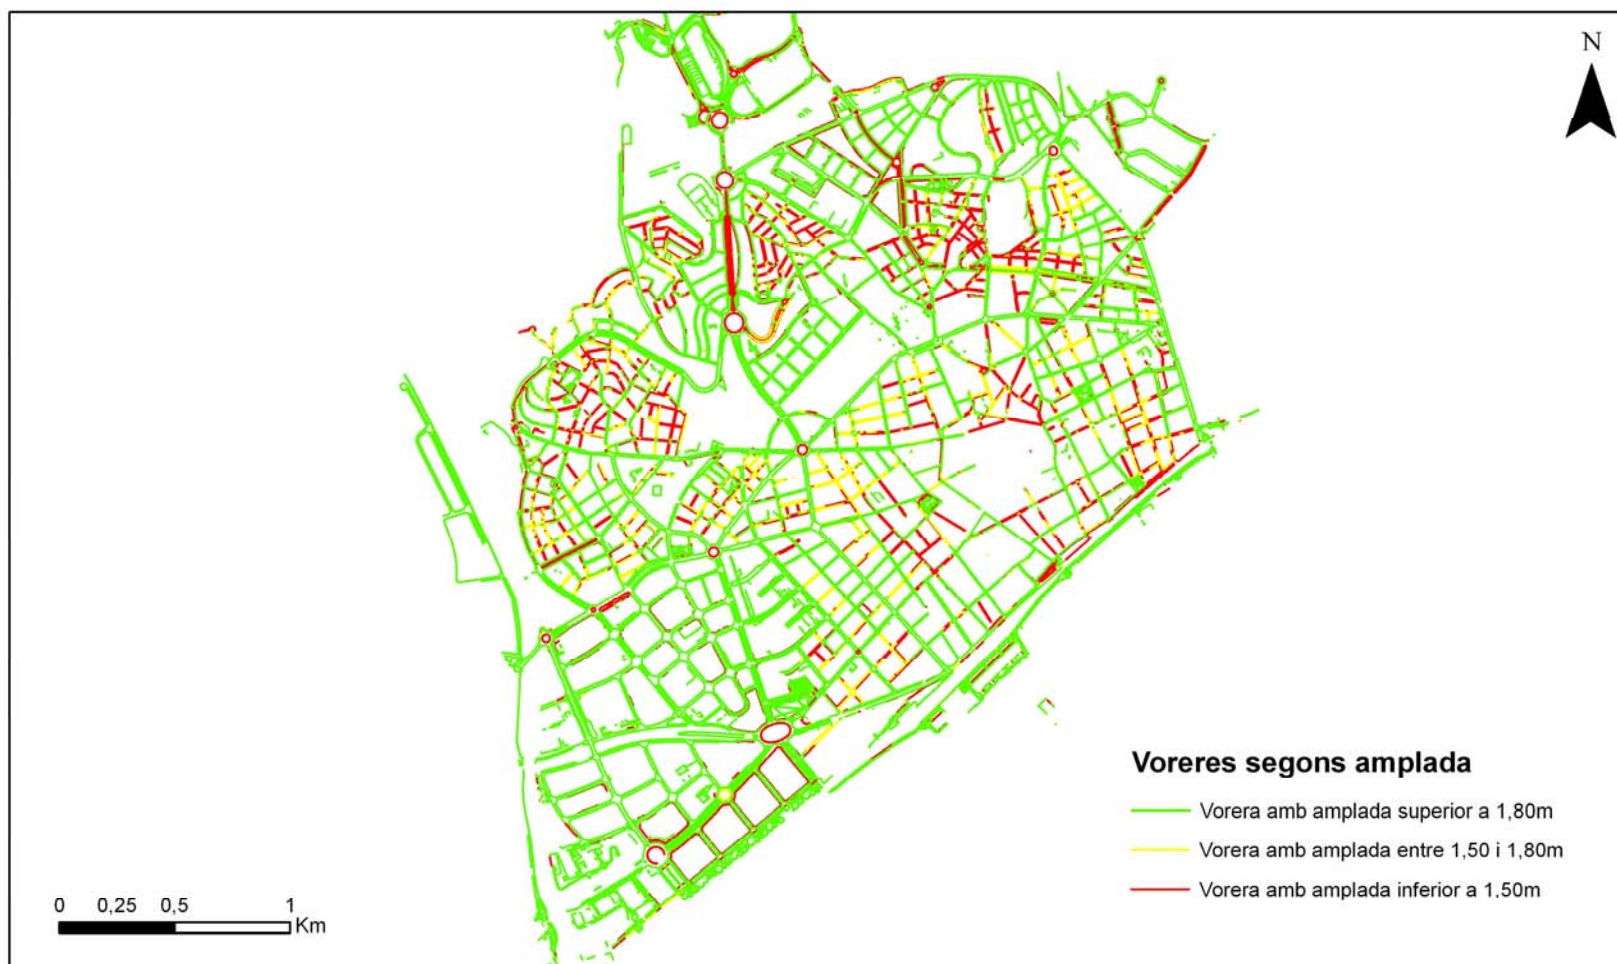 N
Voreres segons amplada
Vorera amb amplada superior a 1,80m
Vorera amb amplada entre 1,50 i 1,80m
Vorera amb amplada inferior a 1,50m
0 0,25 0,5 1
Km